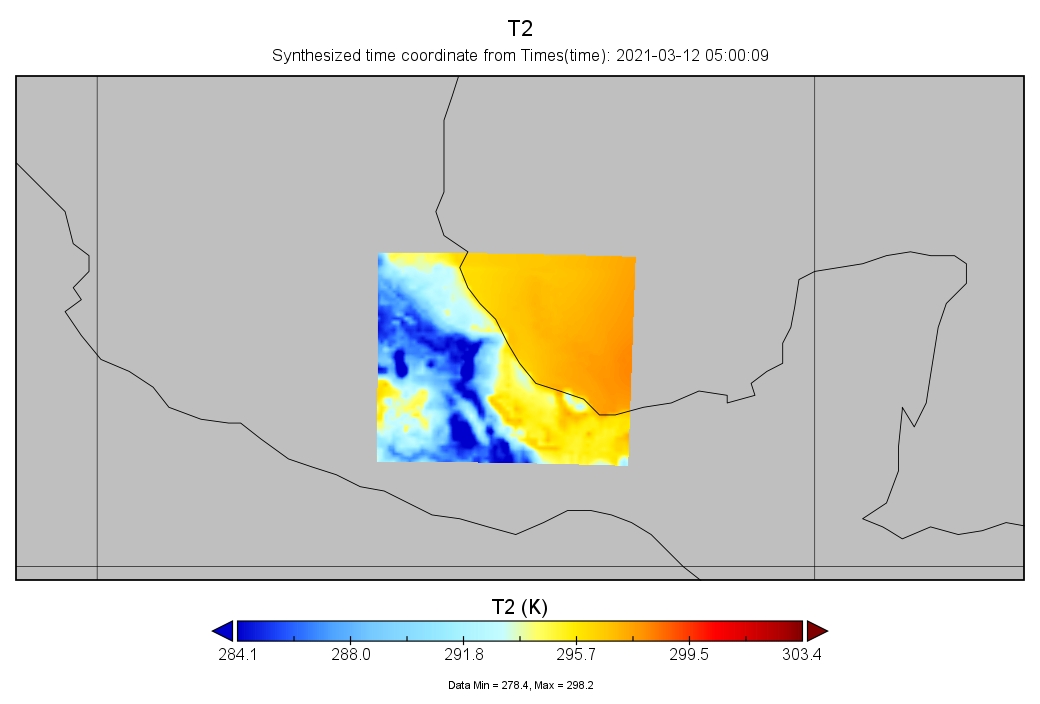 T2
Synthesized time coordinate from Times(time): 2021-03-12 05:00:09
T2 (K)
284.1 288.0 291.8 295.7 299.5 303.4
Data Min = 278.4, Max = 298.2